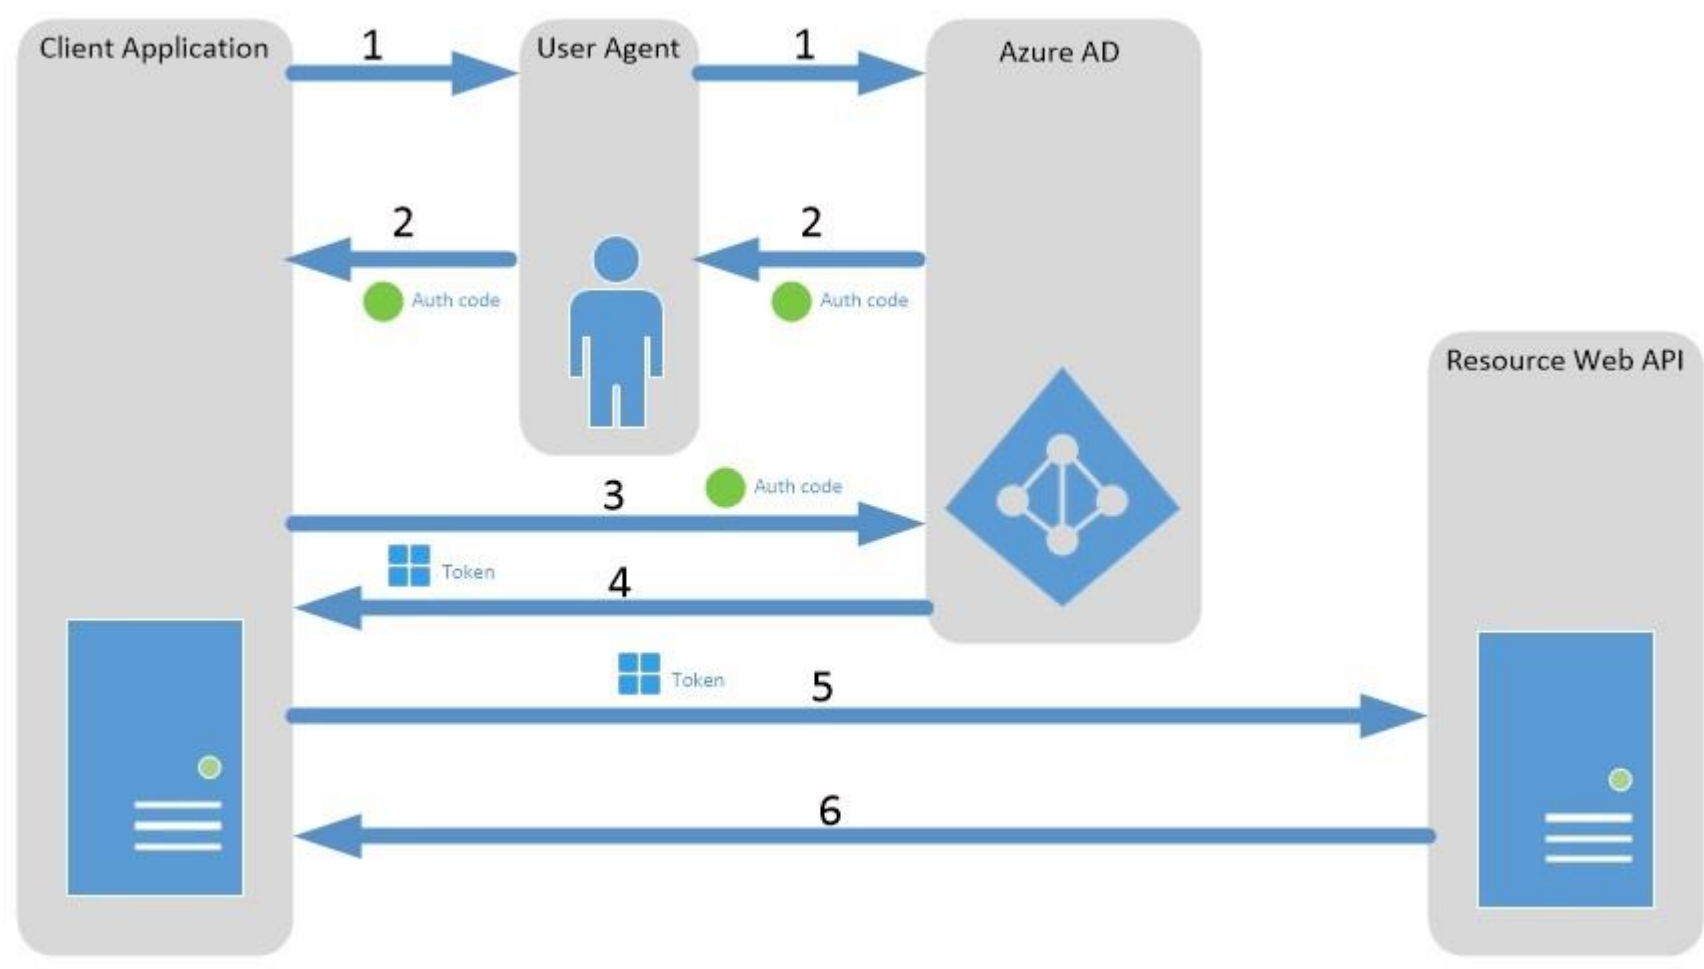 Client Application
1
User Agent
1
Azure AD
2
2
Auth code
Auth code
Resource Web API
3
Auth code
Token
4
Token
5
6